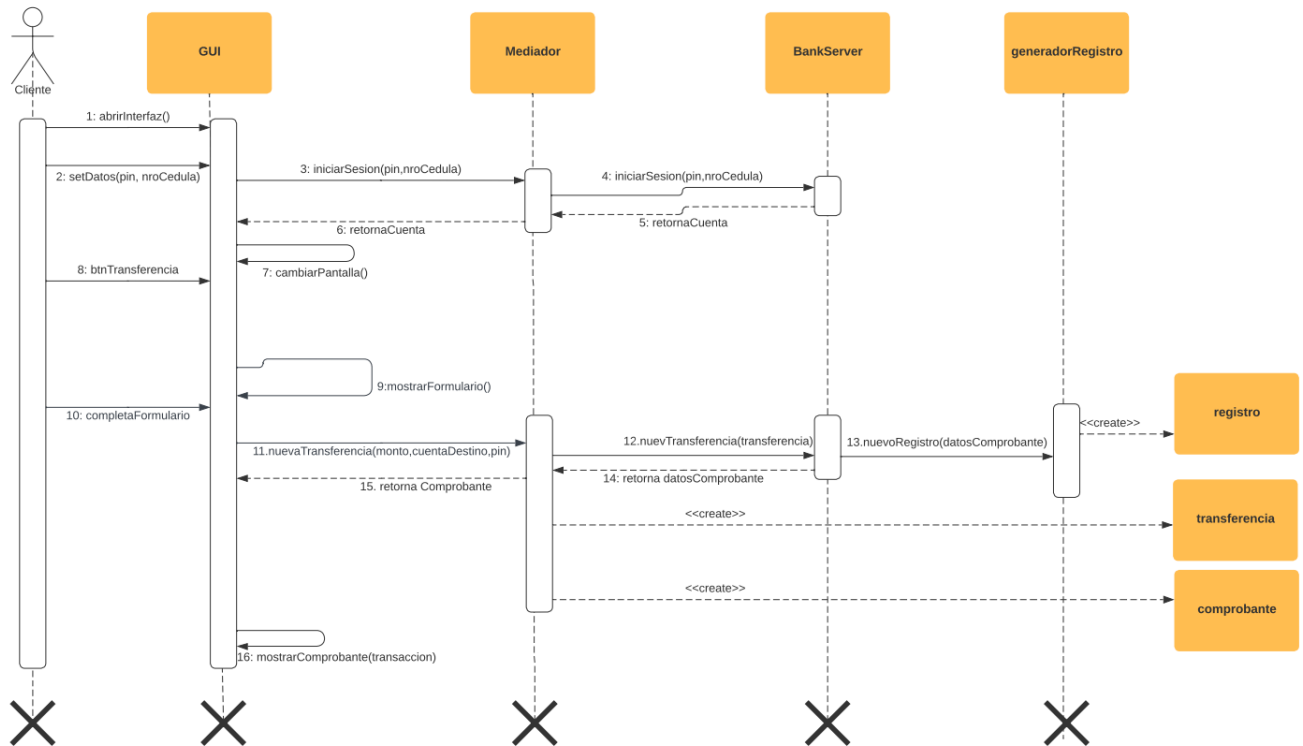 Cliente
GUI
Mediador
BankServer
generadorRegistro
1: abrirInterfaz()
2: setDatos(pin, nroCedula)
3: iniciarSesion(pin,nroCedula)
4: iniciarSesion(pin,nroCedula)
5: retornaCuenta
6: retornaCuenta
7: cambiarPantalla()
8: btnTransferencia
9:mostrarFormulario()
10: completaFormulario
11.nuevaTransferencia(monto,cuentaDestino,pin)
12.nuevTransferencia(transferencia)
13.nuevoRegistro(datosComprobante)
<<create>>
registro
14: retorna datosComprobante
15. retorna Comprobante
<<create>>
transferencia
<<create>>
comprobante
16: mostrarComprobante(transaccion)